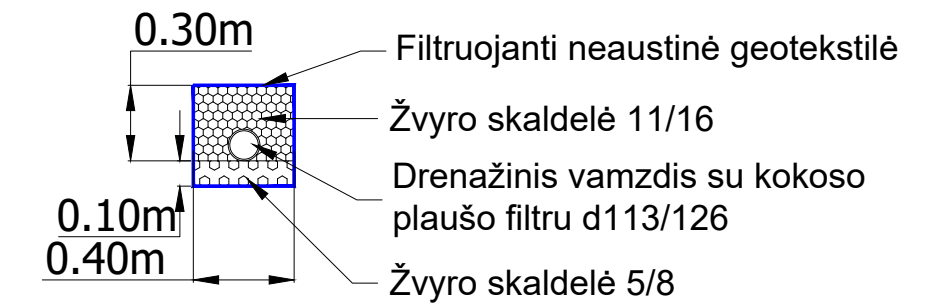 0.30m
Filtruojanti neaustinė geotekstilė
Žvyro skaldelė 11/16
Drenažinis vamzdis su kokoso
plaušo filtru d113/126
0.10m
0.40m
Žvyro skaldelė 5/8